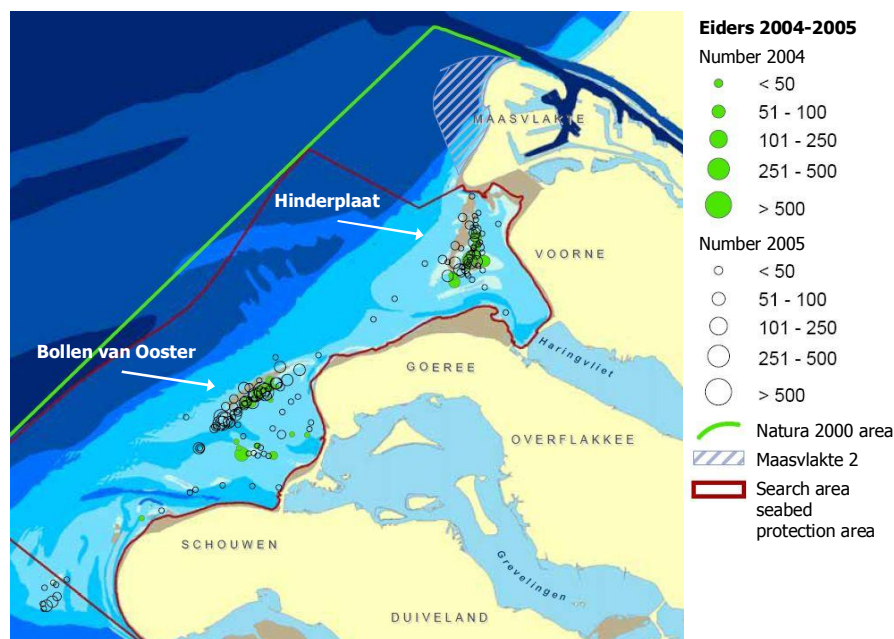 MAASVLAKTE
Hinderplaat
VOORNE
Haringvliet
Bollen van Ooster
GOEREE
OVERFLAKKEE
SCHOUWEN
Grevelingen
DUIVELAND
Eiders 2004-2005
Number 2004
< 50
51 - 100
101 - 250
251 - 500
> 500
Number 2005
< 50
51 - 100
101 - 250
251 - 500
> 500
Natura 2000 area
Maasvlakte 2
Search area
seabed
protection area